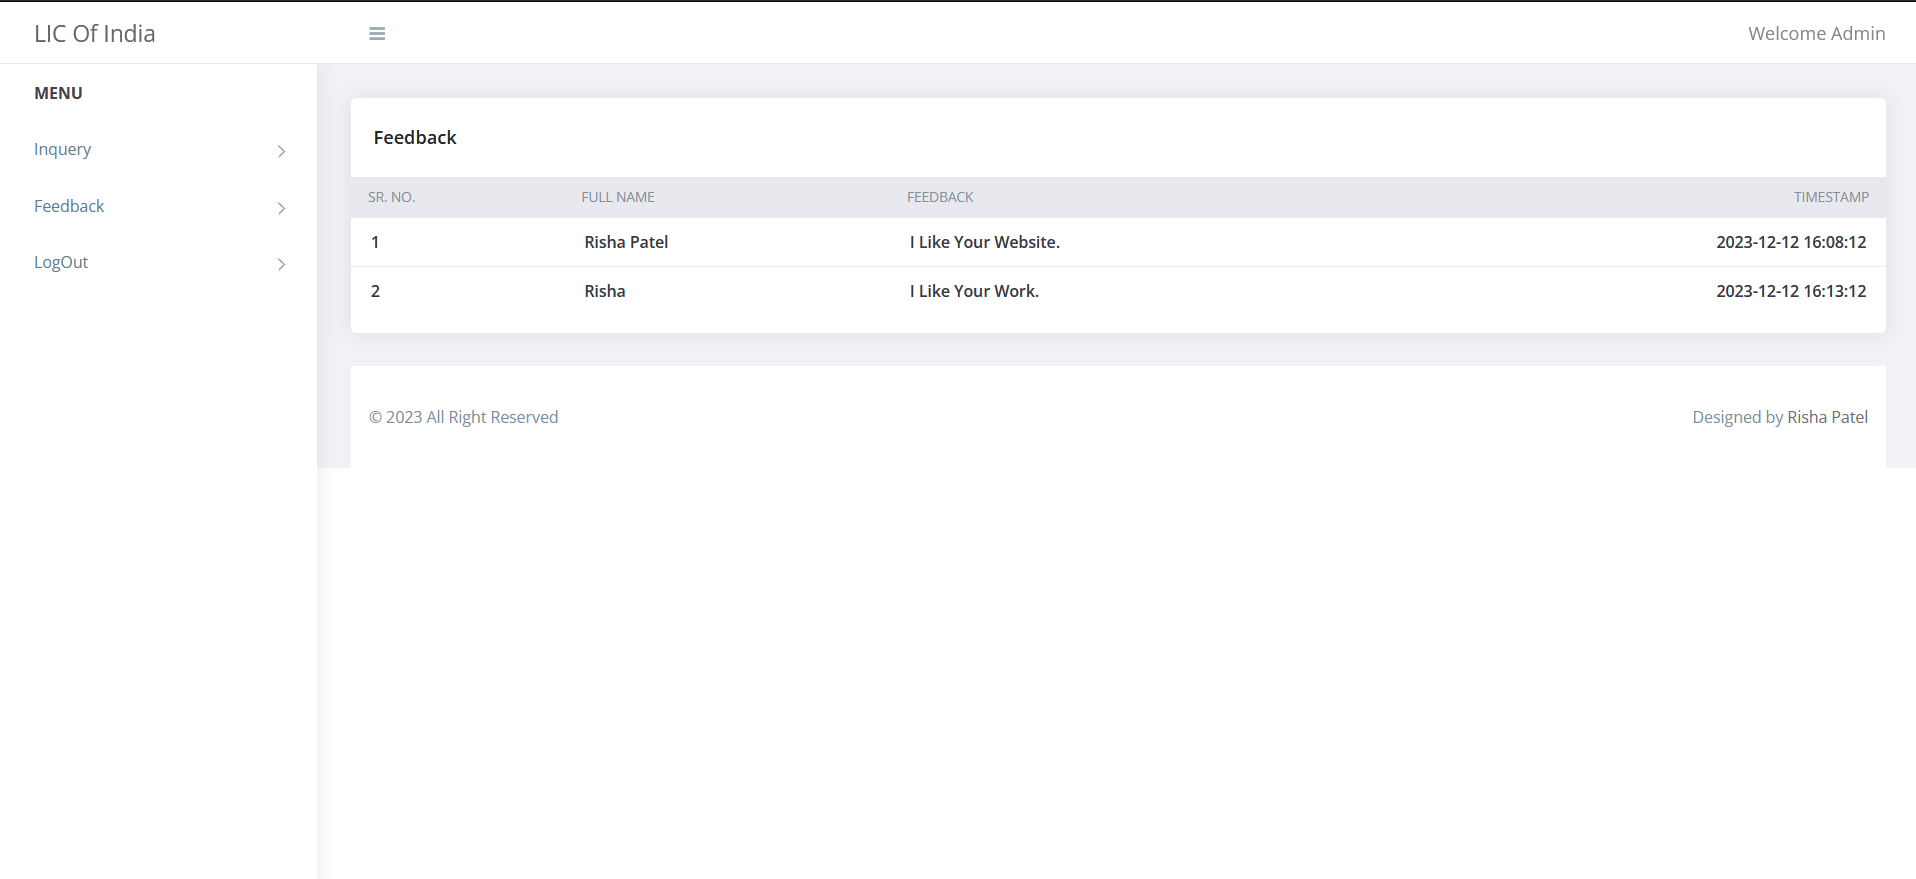 LIC Of India
Welcome Admin
MENU
Inquery
Feedback
LogOut
Feedback
SR. NO. FULL NAME FEEDBACK TIMESTAMP
1 Risha Patel I Like Your Website. 2023-12-12 16:08:12
2 Risha I Like Your Work. 2023-12-12 16:13:12
© 2023 All Right Reserved
Designed by Risha Patel